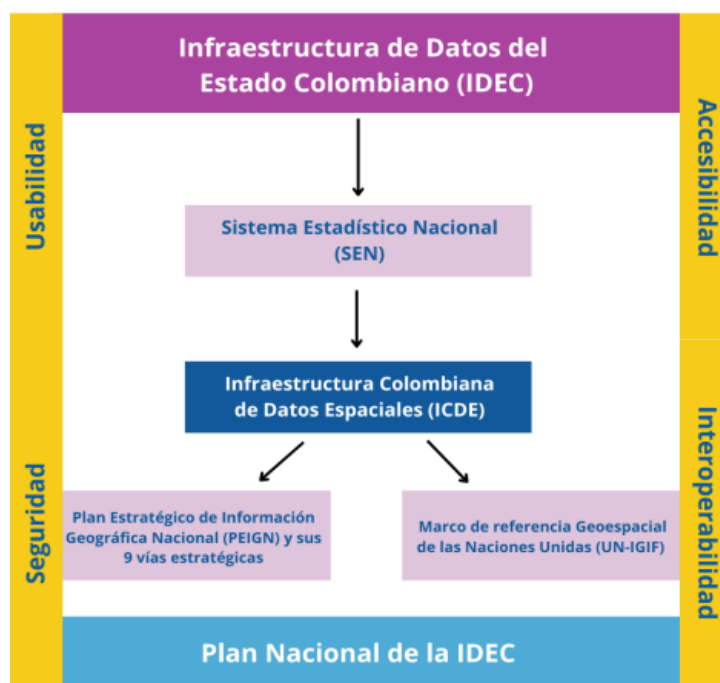 Infraestructura de Datos del
Estado Colombiano (IDEC)
Usabilidad
Accesibilidad
Sistema Estadístico Nacional
(SEN)
Infraestructura Colombiana
de Datos Espaciales (ICDE)
Seguridad
Interoperabilidad
Plan Estratégico de Información
Geográfica Nacional (PEIGN) y sus
9 vías estratégicas
Marco de referencia Geoespacial
de las Naciones Unidas (UN-IGIF)
Plan Nacional de la IDEC